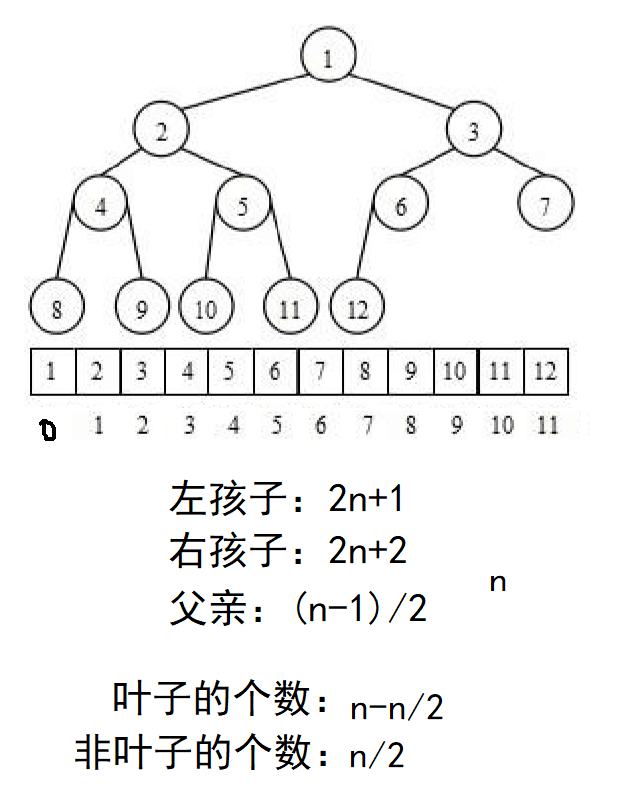 1
2 3
4 5 6 7
8 9 10 11 12
1 2 3 4 5 6 7 8 9 10 11 12
0 1 2 3 4 5 6 7 8 9 10 11
左孩子：2n+1
右孩子：2n+2
n
父亲：(n-1)/2
叶子的个数：n-n/2
非叶子的个数：n/2